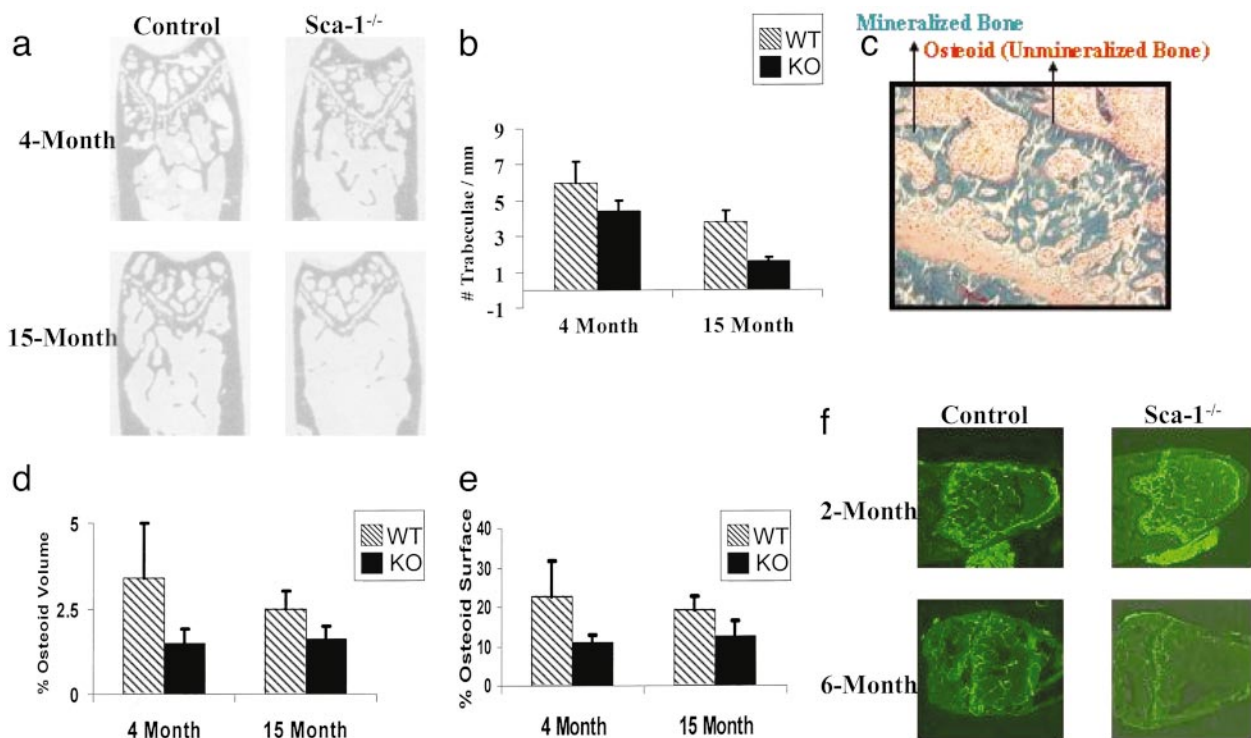 a
Control
Sca-1-/-
4-Month
15-Month
b
WT
KO
# Trabeculae / mm
9
7
5
3
1
-1
4 Month
15 Month
Mineralized Bone
c
Osteoid (Unmineralized Bone)
d
WT
KO
% Osteoid Volume
5
2.5
0
4 Month
15 Month
e
WT
KO
% Osteoid Surface
40
30
20
10
0
4 Month
15 Month
f
Control
Sca-1-/-
2-Month
6-Month